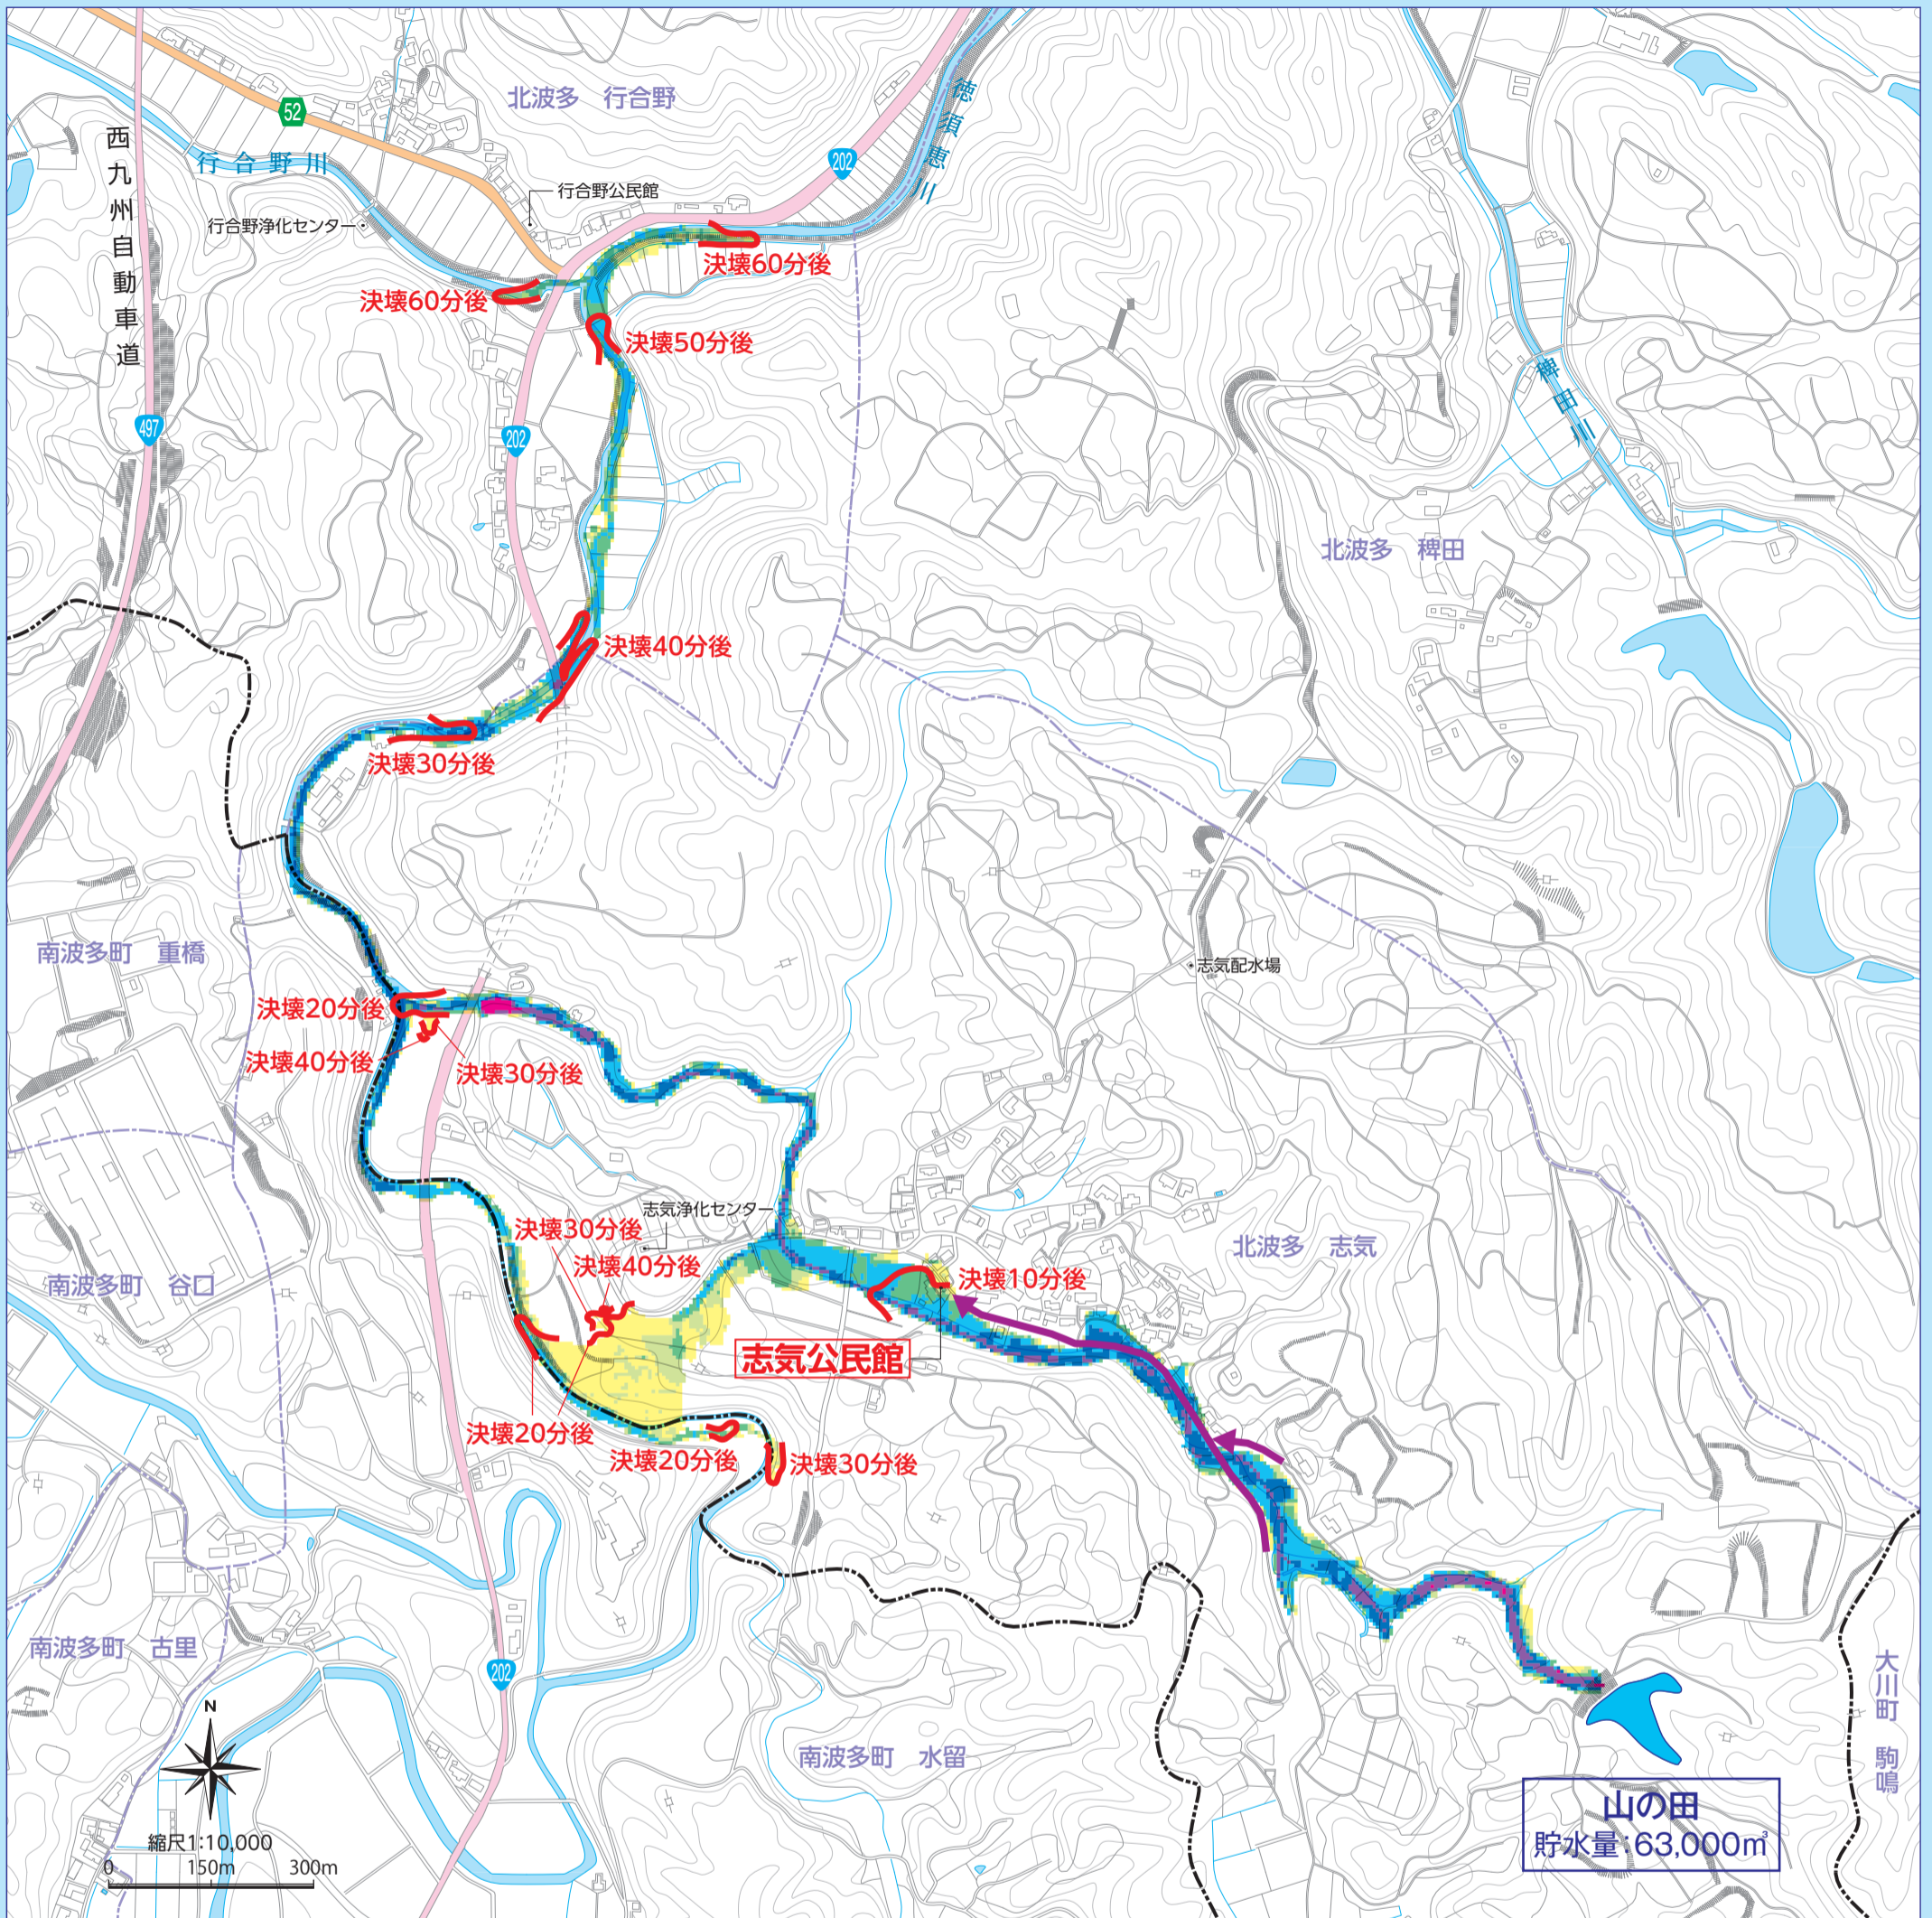 北波多　行合野
徳須恵川
52
西九州自動車道
行合野川
202
行合野公民館
行合野浄化センター
決壊60分後
決壊60分後
決壊50分後
稗田川
497
202
北波多　稗田
決壊40分後
決壊30分後
南波多町　重橋
志気配水場
決壊20分後
決壊40分後
決壊30分後
志気浄化センター
決壊30分後
北波多　志気
決壊40分後
決壊10分後
南波多町　谷口
志気公民館
決壊20分後
決壊20分後
決壊30分後
南波多町　古里
202
大川町　駒鳴
N
南波多町　水留
山の田
貯水量：63,000㎥
縮尺1:10,000
0　150m　300m